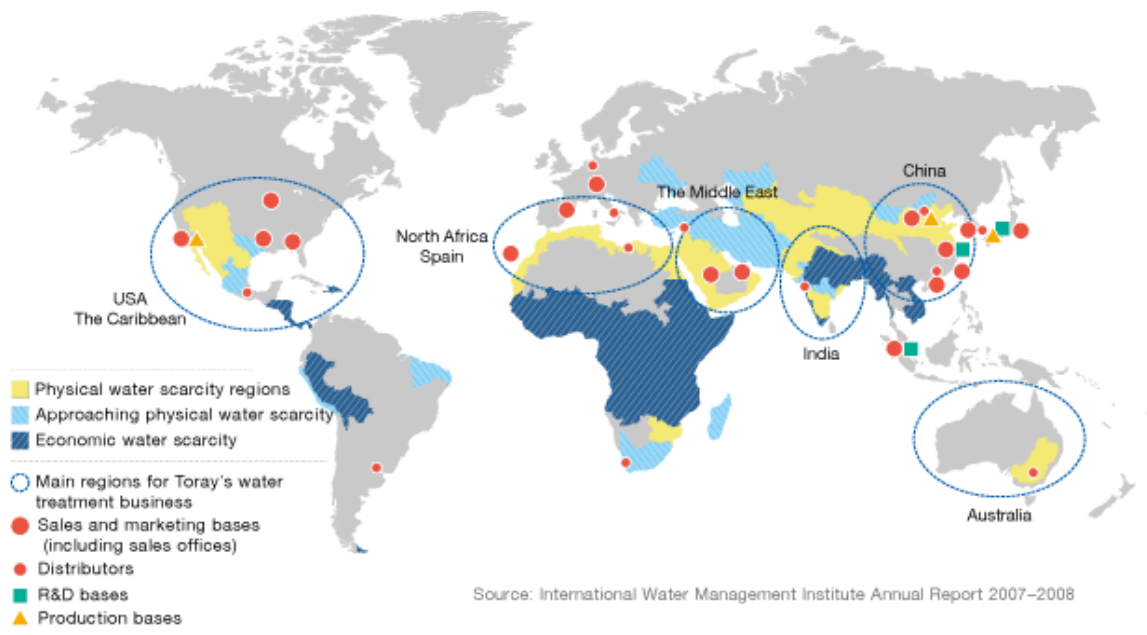 China
The Middle East
North Africa
Spain
USA
The Caribbean
India
Physical water scarcity regions
Approaching physical water scarcity
Economic water scarcity
Main regions for Toray's water
treatment business
Sales and marketing bases
(including sales offices)
Australia
Distributors
R&D bases
Production bases
Source: International Water Management Institute Annual Report 2007–2008